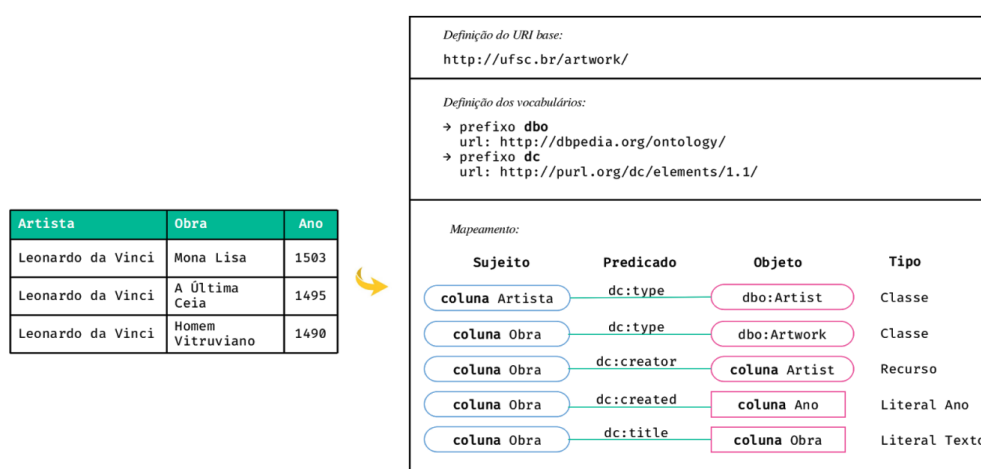 Definição do URI base:
http://ufsc.br/artwork/
Definição dos vocabulários:
→ prefixo dbo
url: http://dbpedia.org/ontology/
→ prefixo dc
url: http://purl.org/dc/elements/1.1/
Artista Obra Ano
Leonardo da Vinci Mona Lisa 1503
Leonardo da Vinci A Última Ceia 1495
Leonardo da Vinci Homem Vitruviano 1490
Mapeamento:
Sujeito Predicado Objeto Tipo
coluna Artista dc:type dbo:Artist Classe
coluna Obra dc:type dbo:Artwork Classe
coluna Obra dc:creator coluna Artist Recurso
coluna Obra dc:created coluna Ano Literal Ano
coluna Obra dc:title coluna Obra Literal Texto